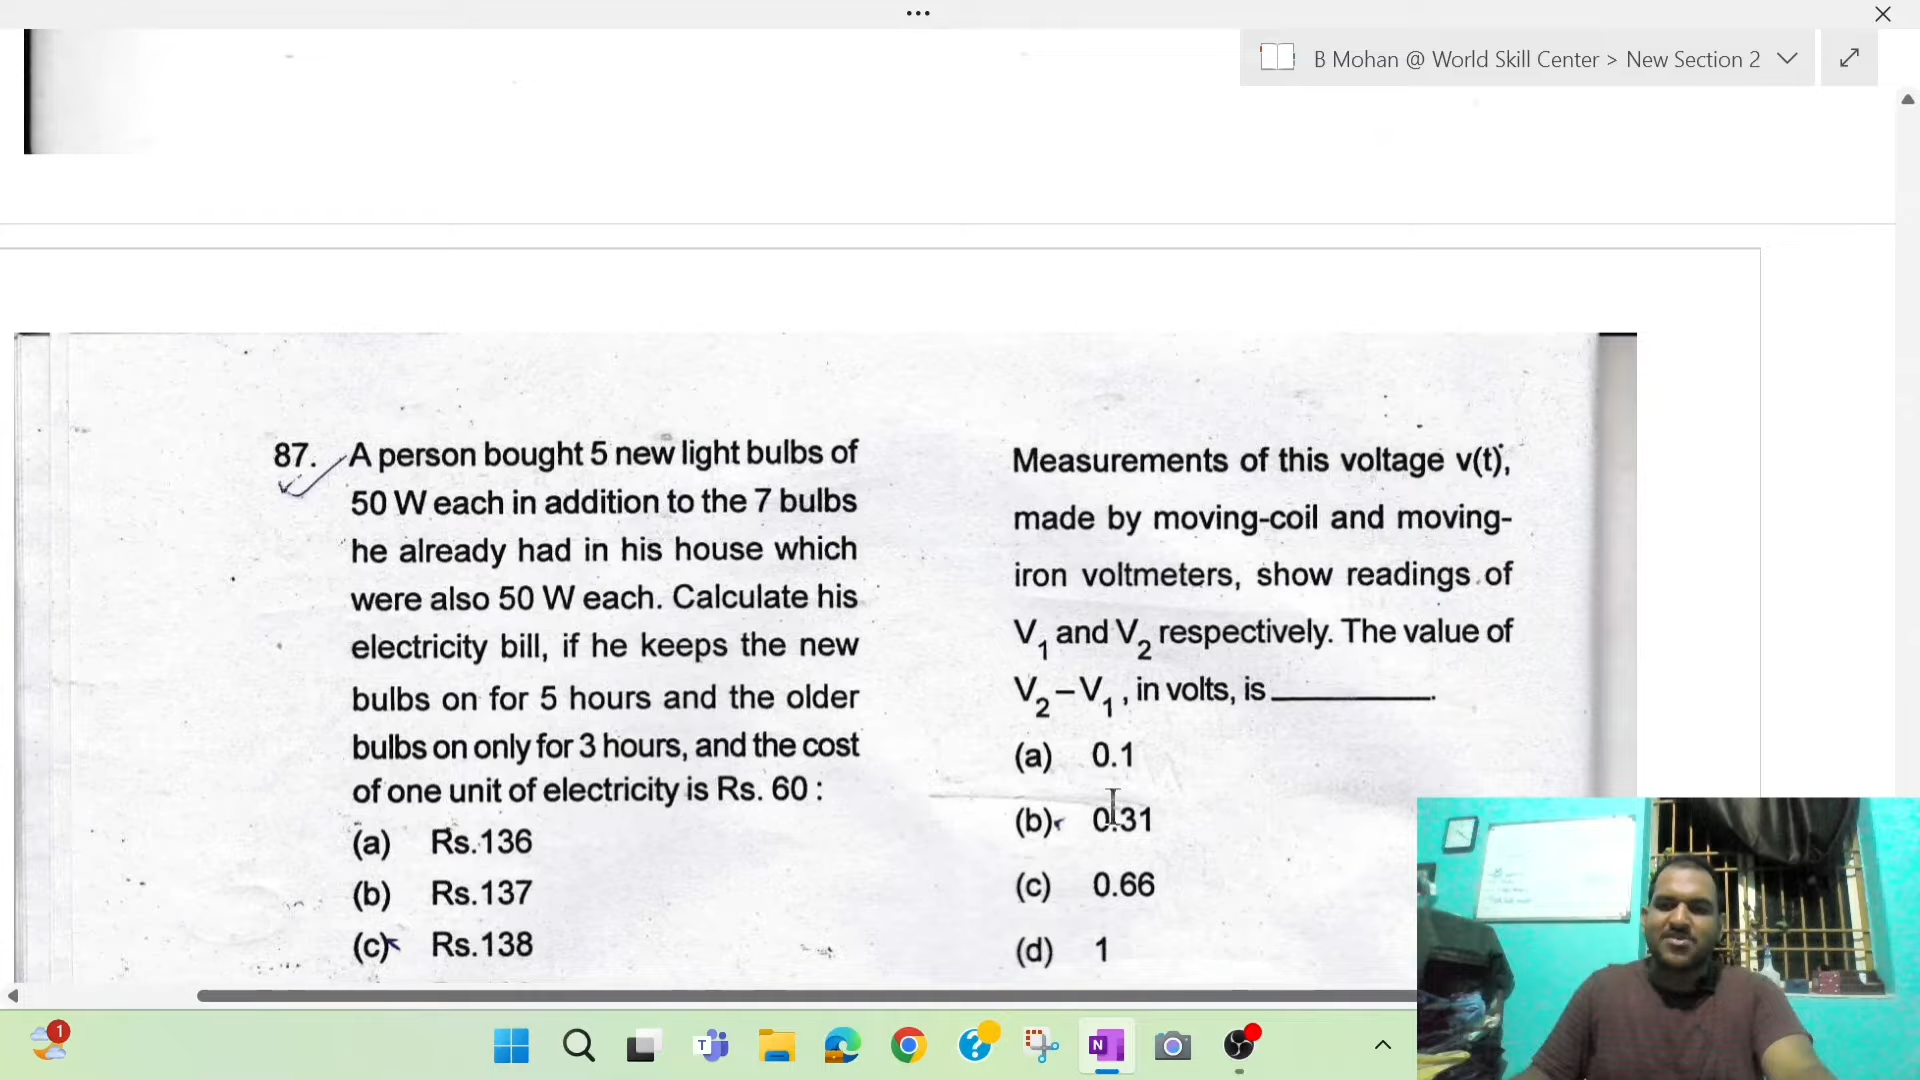 B Mohan @ World Skill Center > New Section 2
87. A person bought 5 new light bulbs of
50 W each in addition to the 7 bulbs
he already had in his house which
were also 50 W each. Calculate his
electricity bill, if he keeps the new
bulbs on for 5 hours and the older
bulbs on only for 3 hours, and the cost
of one unit of electricity is Rs. 60 :
(a) Rs.136
(b) Rs.137
(c) Rs.138
Measurements of this voltage v(t),
made by moving-coil and moving-
iron voltmeters, show readings of
V1 and V2 respectively. The value of
V2 – V1 , in volts, is ________.
(a) 0.1
(b) 0.31
(c) 0.66
(d) 1
1
T
?
N